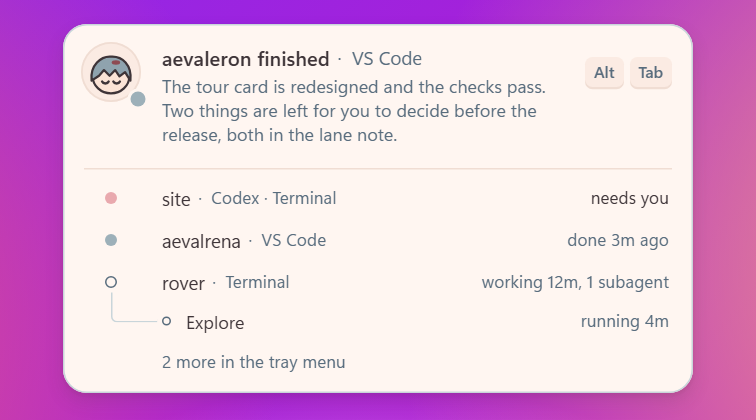 aevaleron finished · VS Code
Alt Tab
The tour card is redesigned and the checks pass.
Two things are left for you to decide before the
release, both in the lane note.
site · Codex · Terminal needs you
aevalrena · VS Code done 3m ago
rover · Terminal working 12m, 1 subagent
Explore running 4m
2 more in the tray menu